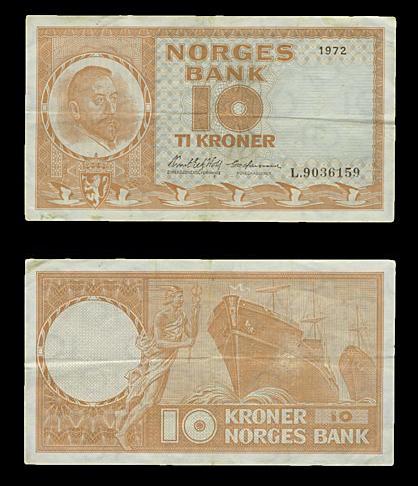 NORGES 1972
BANK
10
TI KRONER
L.9036159
10 KRONER 10
NORGES BANK